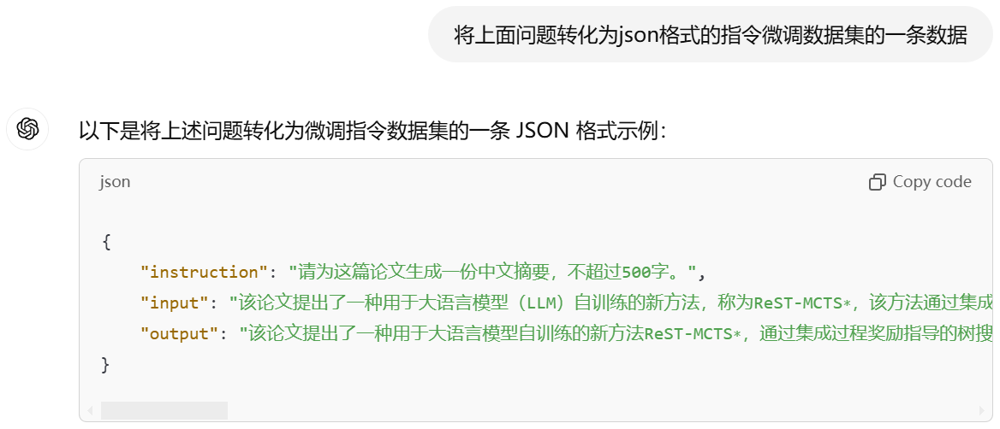 将上面问题转化为json格式的指令微调数据集的一条数据
以下是将上述问题转化为微调指令数据集的一条 JSON 格式示例：
json
Copy code
{
"instruction": "请为这篇论文生成一份中文摘要，不超过500字。",
"input": "该论文提出了一种用于大语言模型（LLM）自训练的新方法，称为ReST-MCTS*，该方法通过集成
"output": "该论文提出了一种用于大语言模型自训练的新方法ReST-MCTS*，通过集成过程奖励指导的树搜
}